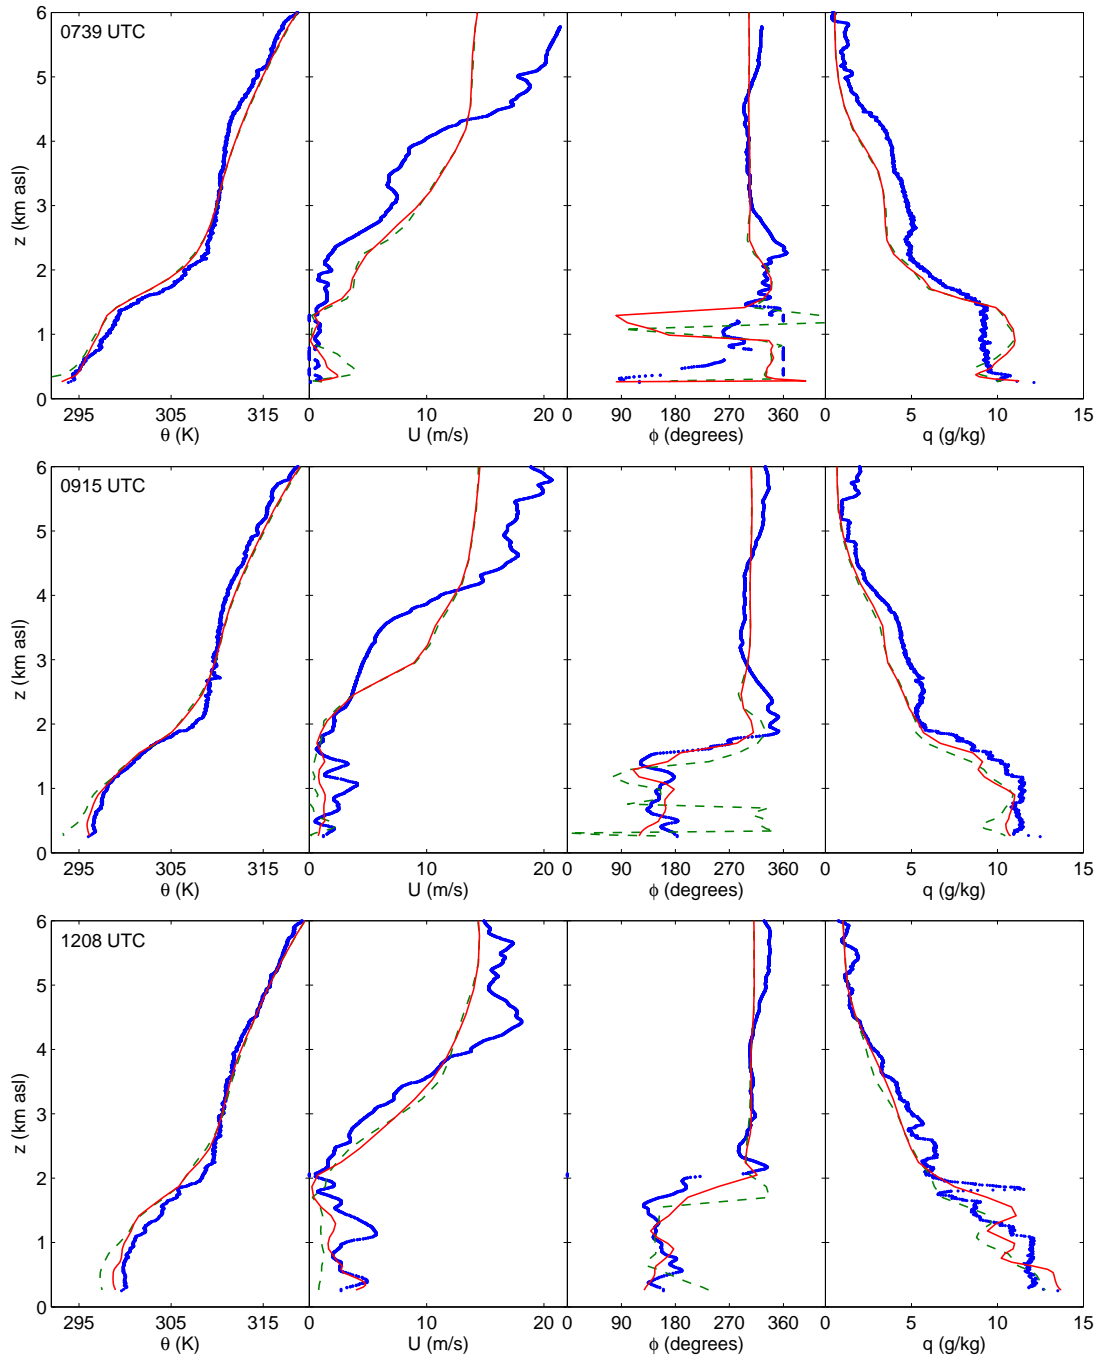 6
5
4
3
2
1
0
z (km asl)
0739 UTC
295 305 315
θ (K)
0 10 20
U (m/s)
0 90 180 270 360
ϕ (degrees)
0 5 10 15
q (g/kg)
6
5
4
3
2
1
0
z (km asl)
0915 UTC
295 305 315
θ (K)
0 10 20
U (m/s)
0 90 180 270 360
ϕ (degrees)
0 5 10 15
q (g/kg)
6
5
4
3
2
1
0
z (km asl)
1208 UTC
295 305 315
θ (K)
0 10 20
U (m/s)
0 90 180 270 360
ϕ (degrees)
0 5 10 15
q (g/kg)